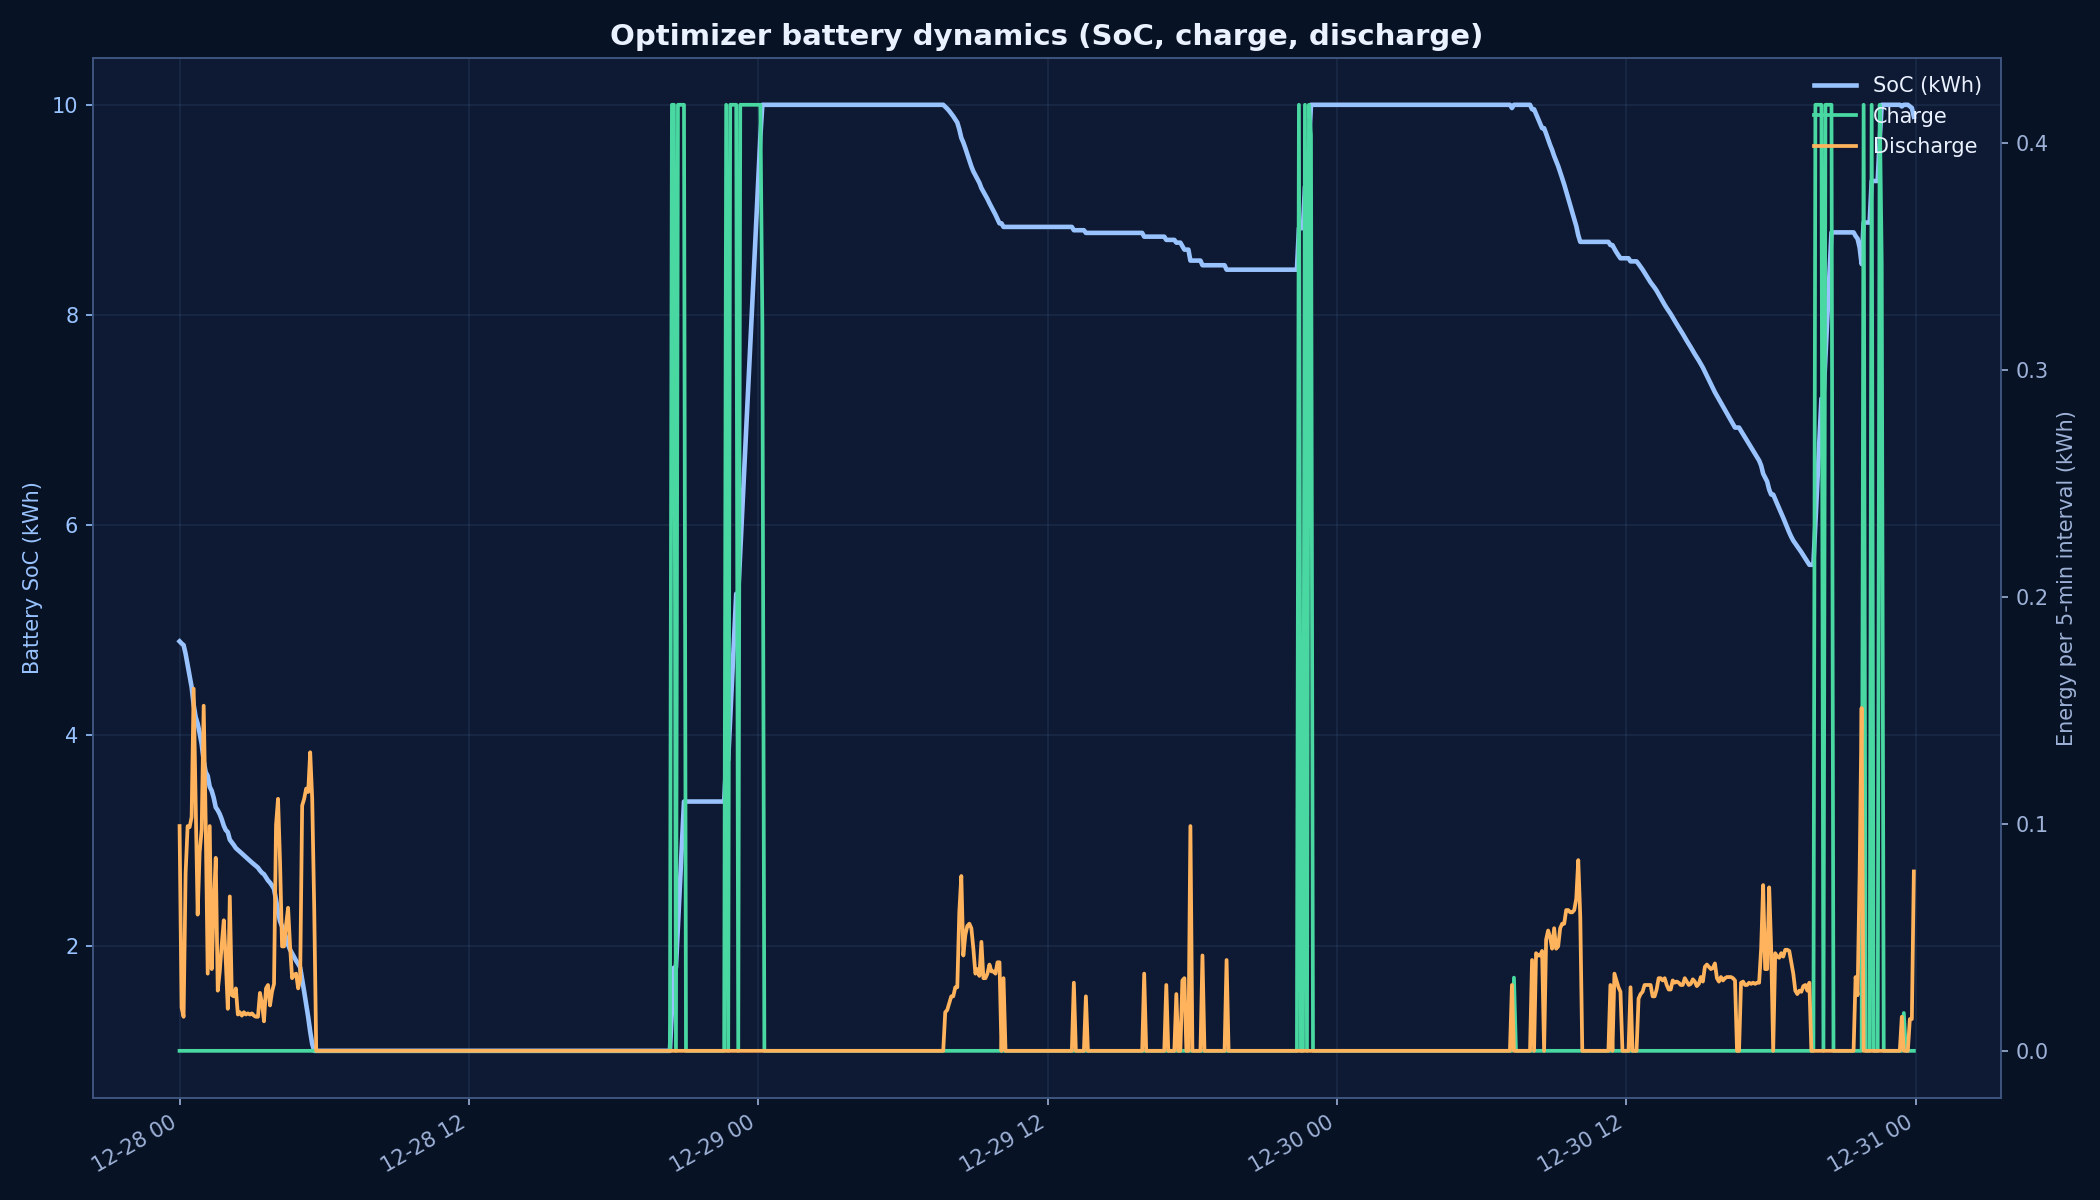 Optimizer battery dynamics (SoC, charge, discharge)
SoC (kWh)
Charge
Discharge
10
8
6
4
2
Battery SoC (kWh)
0.4
0.3
0.2
0.1
0.0
Energy per 5-min interval (kWh)
12-28 00
12-28 12
12-29 00
12-29 12
12-30 00
12-30 12
12-31 00